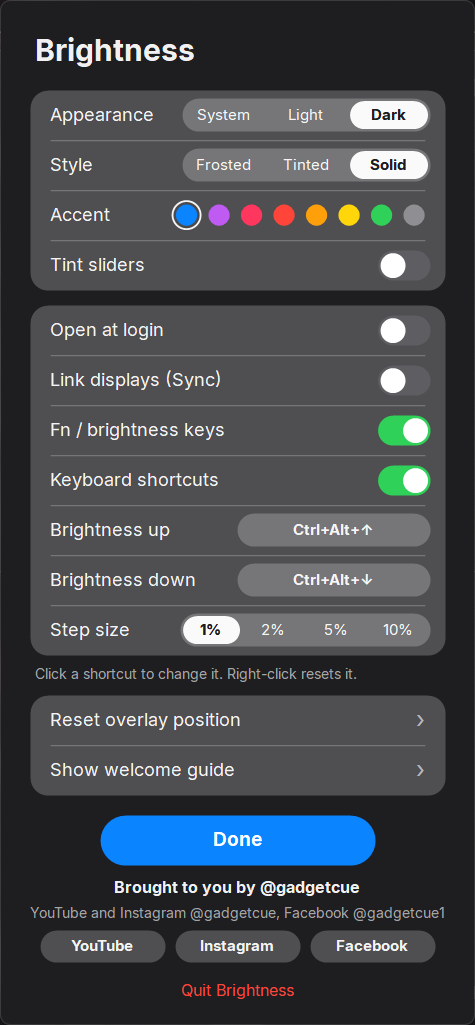 Brightness
Appearance System Light Dark
Style Frosted Tinted Solid
Accent
Tint sliders
Open at login
Link displays (Sync)
Fn / brightness keys
Keyboard shortcuts
Brightness up Ctrl+Alt+↑
Brightness down Ctrl+Alt+↓
Step size 1% 2% 5% 10%
Click a shortcut to change it. Right-click resets it.
Reset overlay position ›
Show welcome guide ›
Done
Brought to you by @gadgetcue
YouTube and Instagram @gadgetcue, Facebook @gadgetcue1
YouTube Instagram Facebook
Quit Brightness